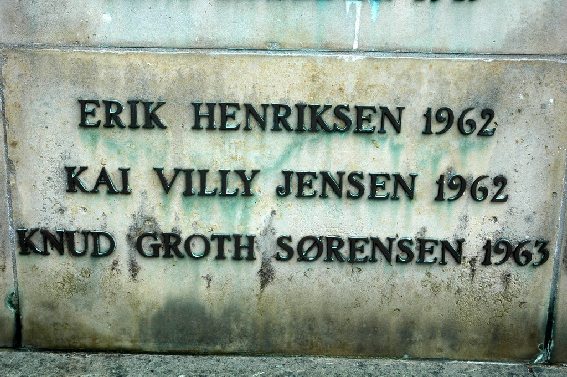 ERIK HENRIKSEN 1962
KAI VILLY JENSEN 1962
KNUD GROTH SØRENSEN 1963